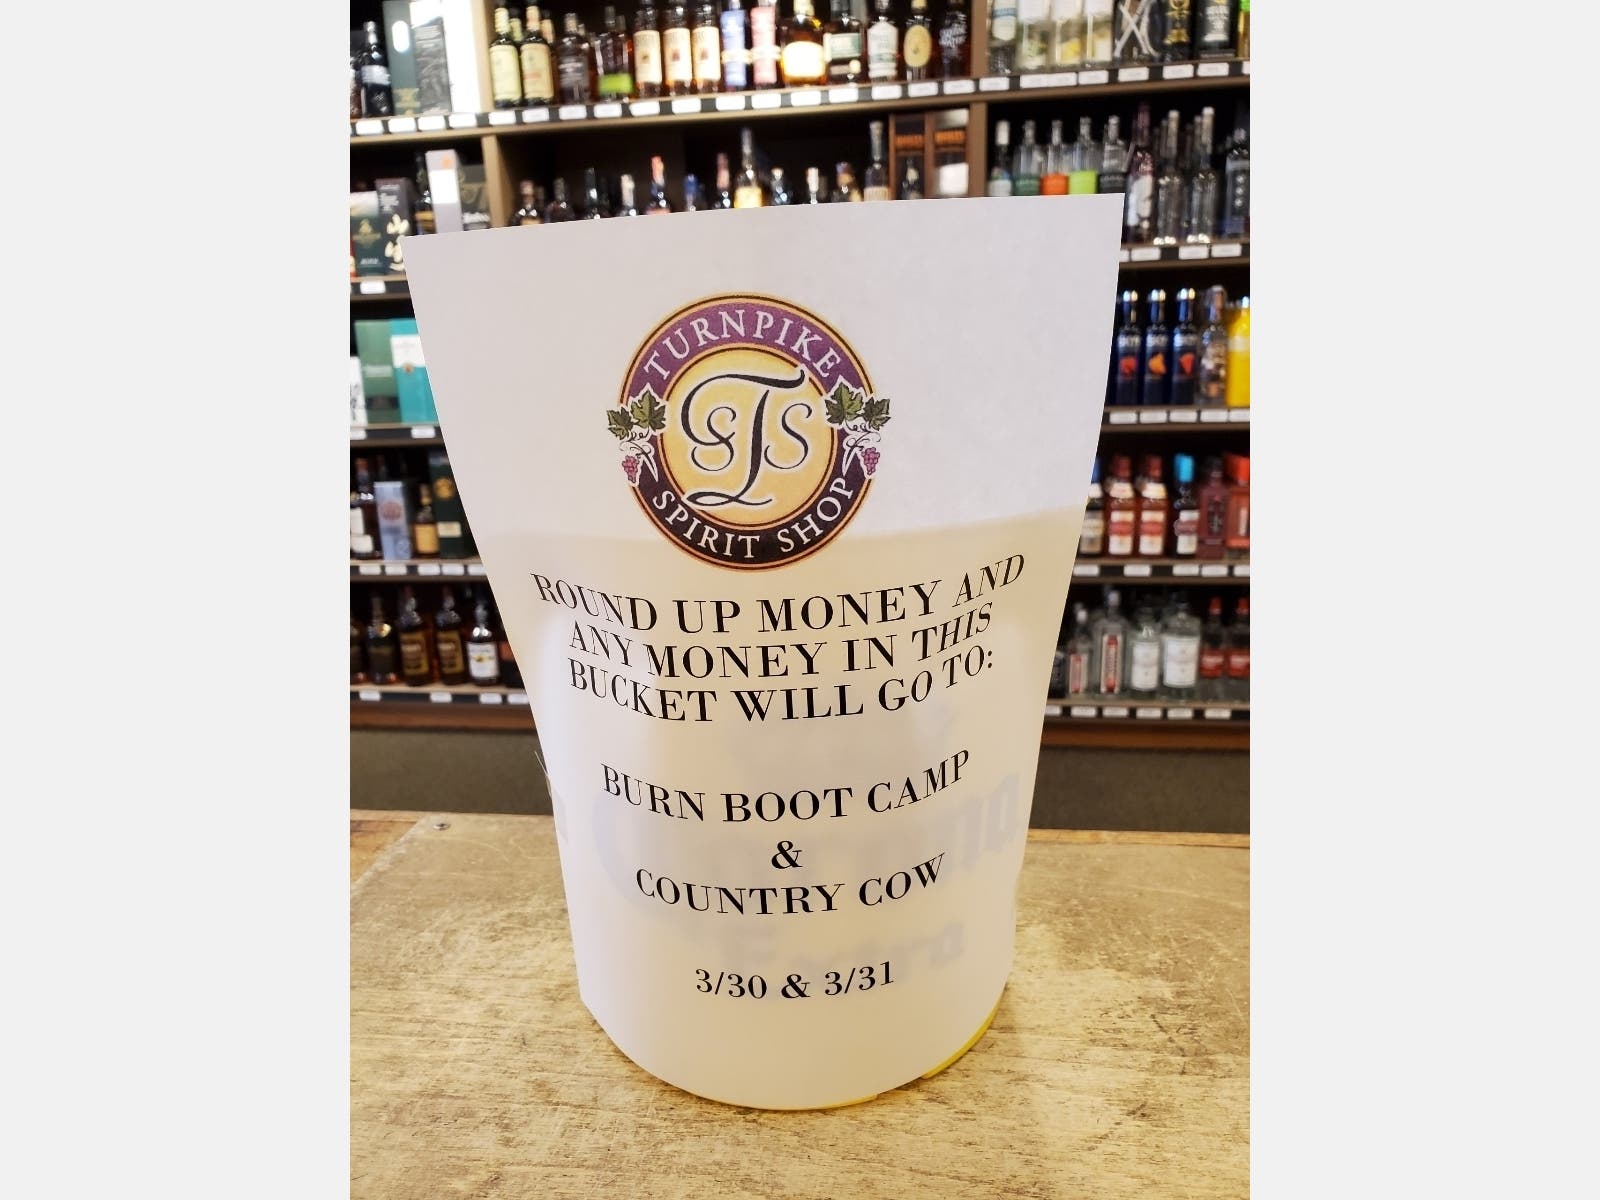 TURNPIKE
STS
SPIRIT SHOP
ROUND UP MONEY AND
ANY MONEY IN THIS
BUCKET WILL GO TO:
BURN BOOT CAMP
&
COUNTRY COW
3/30 & 3/31